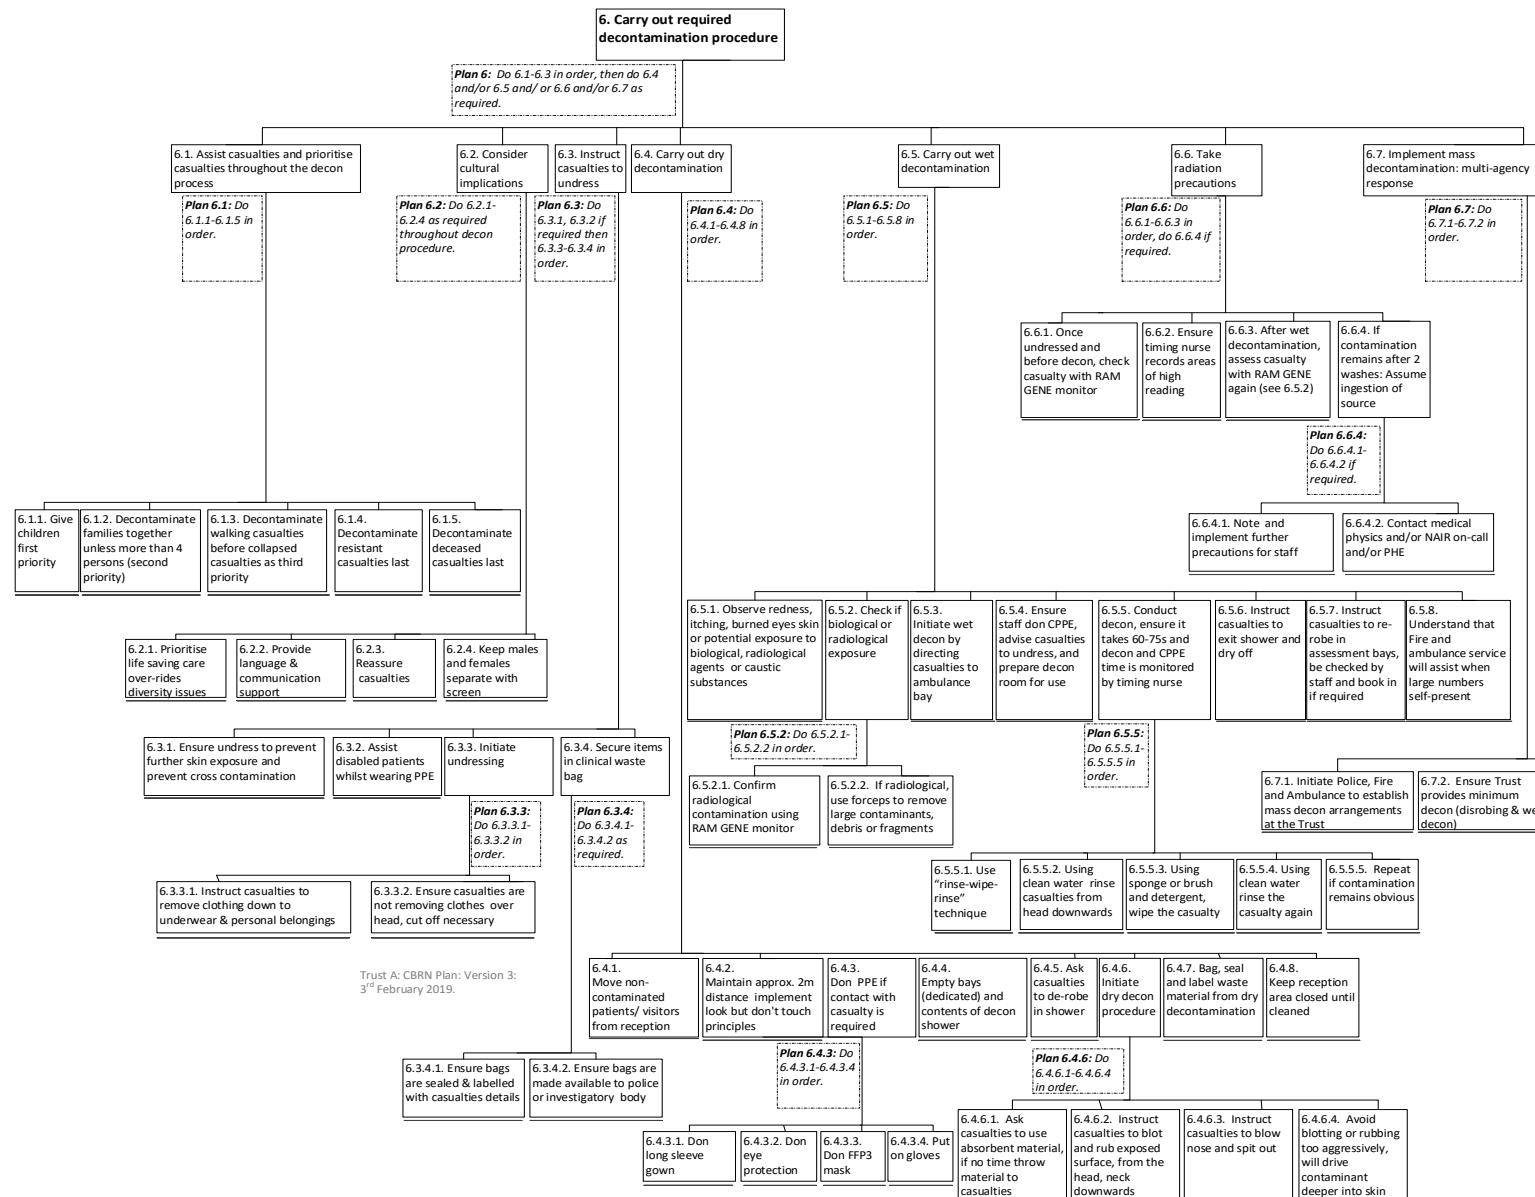 6. Carry out required
decontamination procedure
Plan 6: Do 6.1-6.3 in order, then do 6.4
and/or 6.5 and/ or 6.6 and/or 6.7 as
required.
6.1. Assist casualties and prioritise
casualties throughout the decon
process
6.2. Consider
cultural
implications
6.3. Instruct
casualties to
undress
6.4. Carry out dry
decontamination
6.5. Carry out wet
decontamination
6.6. Take
radiation
precautions
6.7. Implement mass
decontamination: multi-agency
response
Plan 6.1: Do
6.1.1-6.1.5 in
order.
Plan 6.2: Do 6.2.1-
6.2.4 as required
throughout decon
procedure.
Plan 6.3: Do
6.3.1, 6.3.2 if
required then
6.3.3-6.3.4 in
order.
Plan 6.4: Do
6.4.1-6.4.8 in
order.
Plan 6.5: Do
6.5.1-6.5.8 in
order.
Plan 6.6: Do
6.6.1-6.6.3 in
order, do 6.6.4 if
required.
Plan 6.7: Do
6.7.1-6.7.2 in
order.
6.6.1. Once
undressed and
before decon, check
casualty with RAM
GENE monitor
6.6.2. Ensure
timing nurse
records areas
of high
reading
6.6.3. After wet
decontamination,
assess casualty
with RAM GENE
again (see 6.5.2)
6.6.4. If
contamination
remains after 2
washes: Assume
ingestion of
source
Plan 6.6.4:
Do 6.6.4.1-
6.6.4.2 if
required.
6.6.4.1. Note and
implement further
precautions for staff
6.6.4.2. Contact medical
physics and/or NAIR on-call
and/or PHE
6.1.1. Give
children
first
priority
6.1.2. Decontaminate
families together
unless more than 4
persons (second
priority)
6.1.3. Decontaminate
walking casualties
before collapsed
casualties as third
priority
6.1.4.
Decontaminate
resistant
casualties last
6.1.5.
Decontaminate
deceased
casualties last
6.2.1. Prioritise
life saving care
over-rides
diversity issues
6.2.2. Provide
language &
communication
support
6.2.3.
Reassure
casualties
6.2.4. Keep males
and females
separate with
screen
6.5.1. Observe redness,
itching, burned eyes skin
or potential exposure to
biological, radiological
agents or caustic
substances
6.5.2. Check if
biological or
radiological
exposure
6.5.3.
Initiate wet
decon by
directing
casualties to
ambulance
bay
6.5.4. Ensure
staff don CPPE,
advise casualties
to undress, and
prepare decon
room for use
6.5.5. Conduct
decon, ensure it
takes 60-75s and
decon and CPPE
time is monitored
by timing nurse
6.5.6. Instruct
casualties to
exit shower and
dry off
6.5.7. Instruct
casualties to re-
robe in
assessment bays,
be checked by
staff and book in
if required
6.5.8.
Understand that
Fire and
ambulance service
will assist when
large numbers
self-present
Plan 6.5.2: Do 6.5.2.1-
6.5.2.2 in order.
Plan 6.5.5:
Do 6.5.5.1-
6.5.5.5 in
order.
6.3.1. Ensure undress to prevent
further skin exposure and
prevent cross contamination
6.3.2. Assist
disabled patients
whilst wearing PPE
6.3.3. Initiate
undressing
6.3.4. Secure items
in clinical waste
bag
6.5.2.1. Confirm
radiological
contamination using
RAM GENE monitor
6.5.2.2. If radiological,
use forceps to remove
large contaminants,
debris or fragments
6.7.1. Initiate Police, Fire
and Ambulance to establish
mass decon arrangements
at the Trust
6.7.2. Ensure Trust
provides minimum
decon (disrobing & we
decon)
Plan 6.3.3:
Do 6.3.3.1-
6.3.3.2 in
order.
Plan 6.3.4:
Do 6.3.4.1-
6.3.4.2 as
required.
6.5.5.1. Use
“rinse-wipe-
rinse”
technique
6.5.5.2. Using
clean water rinse
casualties from
head downwards
6.5.5.3. Using
sponge or brush
and detergent,
wipe the casualty
6.5.5.4. Using
clean water
rinse the
casualty again
6.5.5.5. Repeat
if contamination
remains obvious
6.3.3.1. Instruct casualties to
remove clothing down to
underwear & personal belongings
6.3.3.2. Ensure casualties are
not removing clothes over
head, cut off necessary
Trust A: CBRN Plan: Version 3:
3rd February 2019.
6.4.1.
Move non-
contaminated
patients/ visitors
from reception
6.4.2.
Maintain approx. 2m
distance implement
look but don't touch
principles
6.4.3.
Don PPE if
contact with
casualty is
required
6.4.4.
Empty bays
(dedicated) and
contents of decon
shower
6.4.5. Ask
casualties
to de-robe
in shower
6.4.6.
Initiate
dry decon
procedure
6.4.7. Bag, seal
and label waste
material from dry
decontamination
6.4.8.
Keep reception
area closed until
cleaned
Plan 6.4.3: Do
6.4.3.1-6.4.3.4
in order.
Plan 6.4.6: Do
6.4.6.1-6.4.6.4
in order.
6.3.4.1. Ensure bags
are sealed & labelled
with casualties details
6.3.4.2. Ensure bags are
made available to police
or investigatory body
6.4.3.1. Don
long sleeve
gown
6.4.3.2. Don
eye
protection
6.4.3.3.
Don FFP3
mask
6.4.3.4. Put
on gloves
6.4.6.1. Ask
casualties to use
absorbent material,
if no time throw
material to
casualties
6.4.6.2. Instruct
casualties to blot
and rub exposed
surface, from the
head, neck
downwards
6.4.6.3. Instruct
casualties to blow
nose and spit out
6.4.6.4. Avoid
blotting or rubbing
too aggressively,
will drive
contaminant
deeper into skin